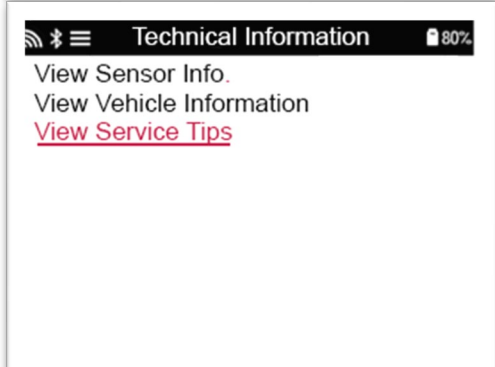 Technical Information 80%
View Sensor Info.
View Vehicle Information
View Service Tips